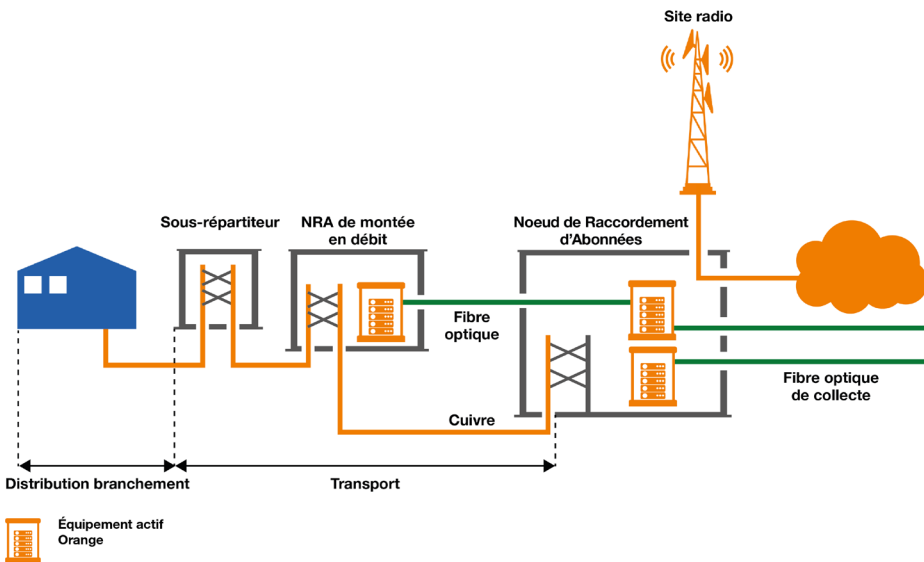 Site radio
Sous-répartiteur
NRA de montée
en débit
Noeud de Raccordement
d'Abonnées
Fibre
optique
Cuivre
Fibre optique
de collecte
Distribution branchement
Transport
Équipement actif
Orange